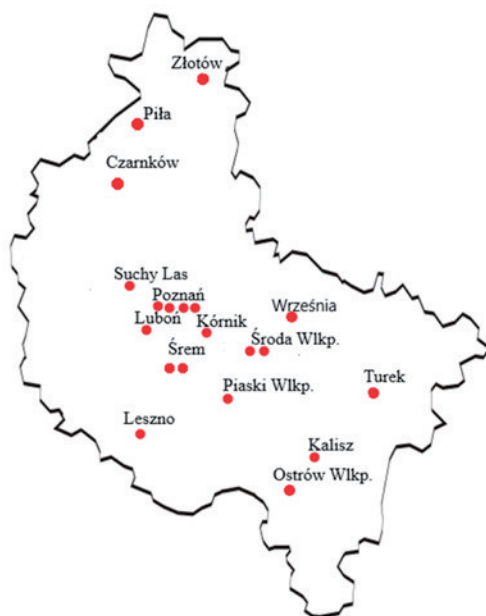 Złotów
Piła
Czarnków
Suchy Las
Poznań
Września
Luboń
Kórnik
Środa Wlkp.
Śrem
Piaski Wlkp.
Turek
Leszno
Kalisz
Ostrów Wlkp.